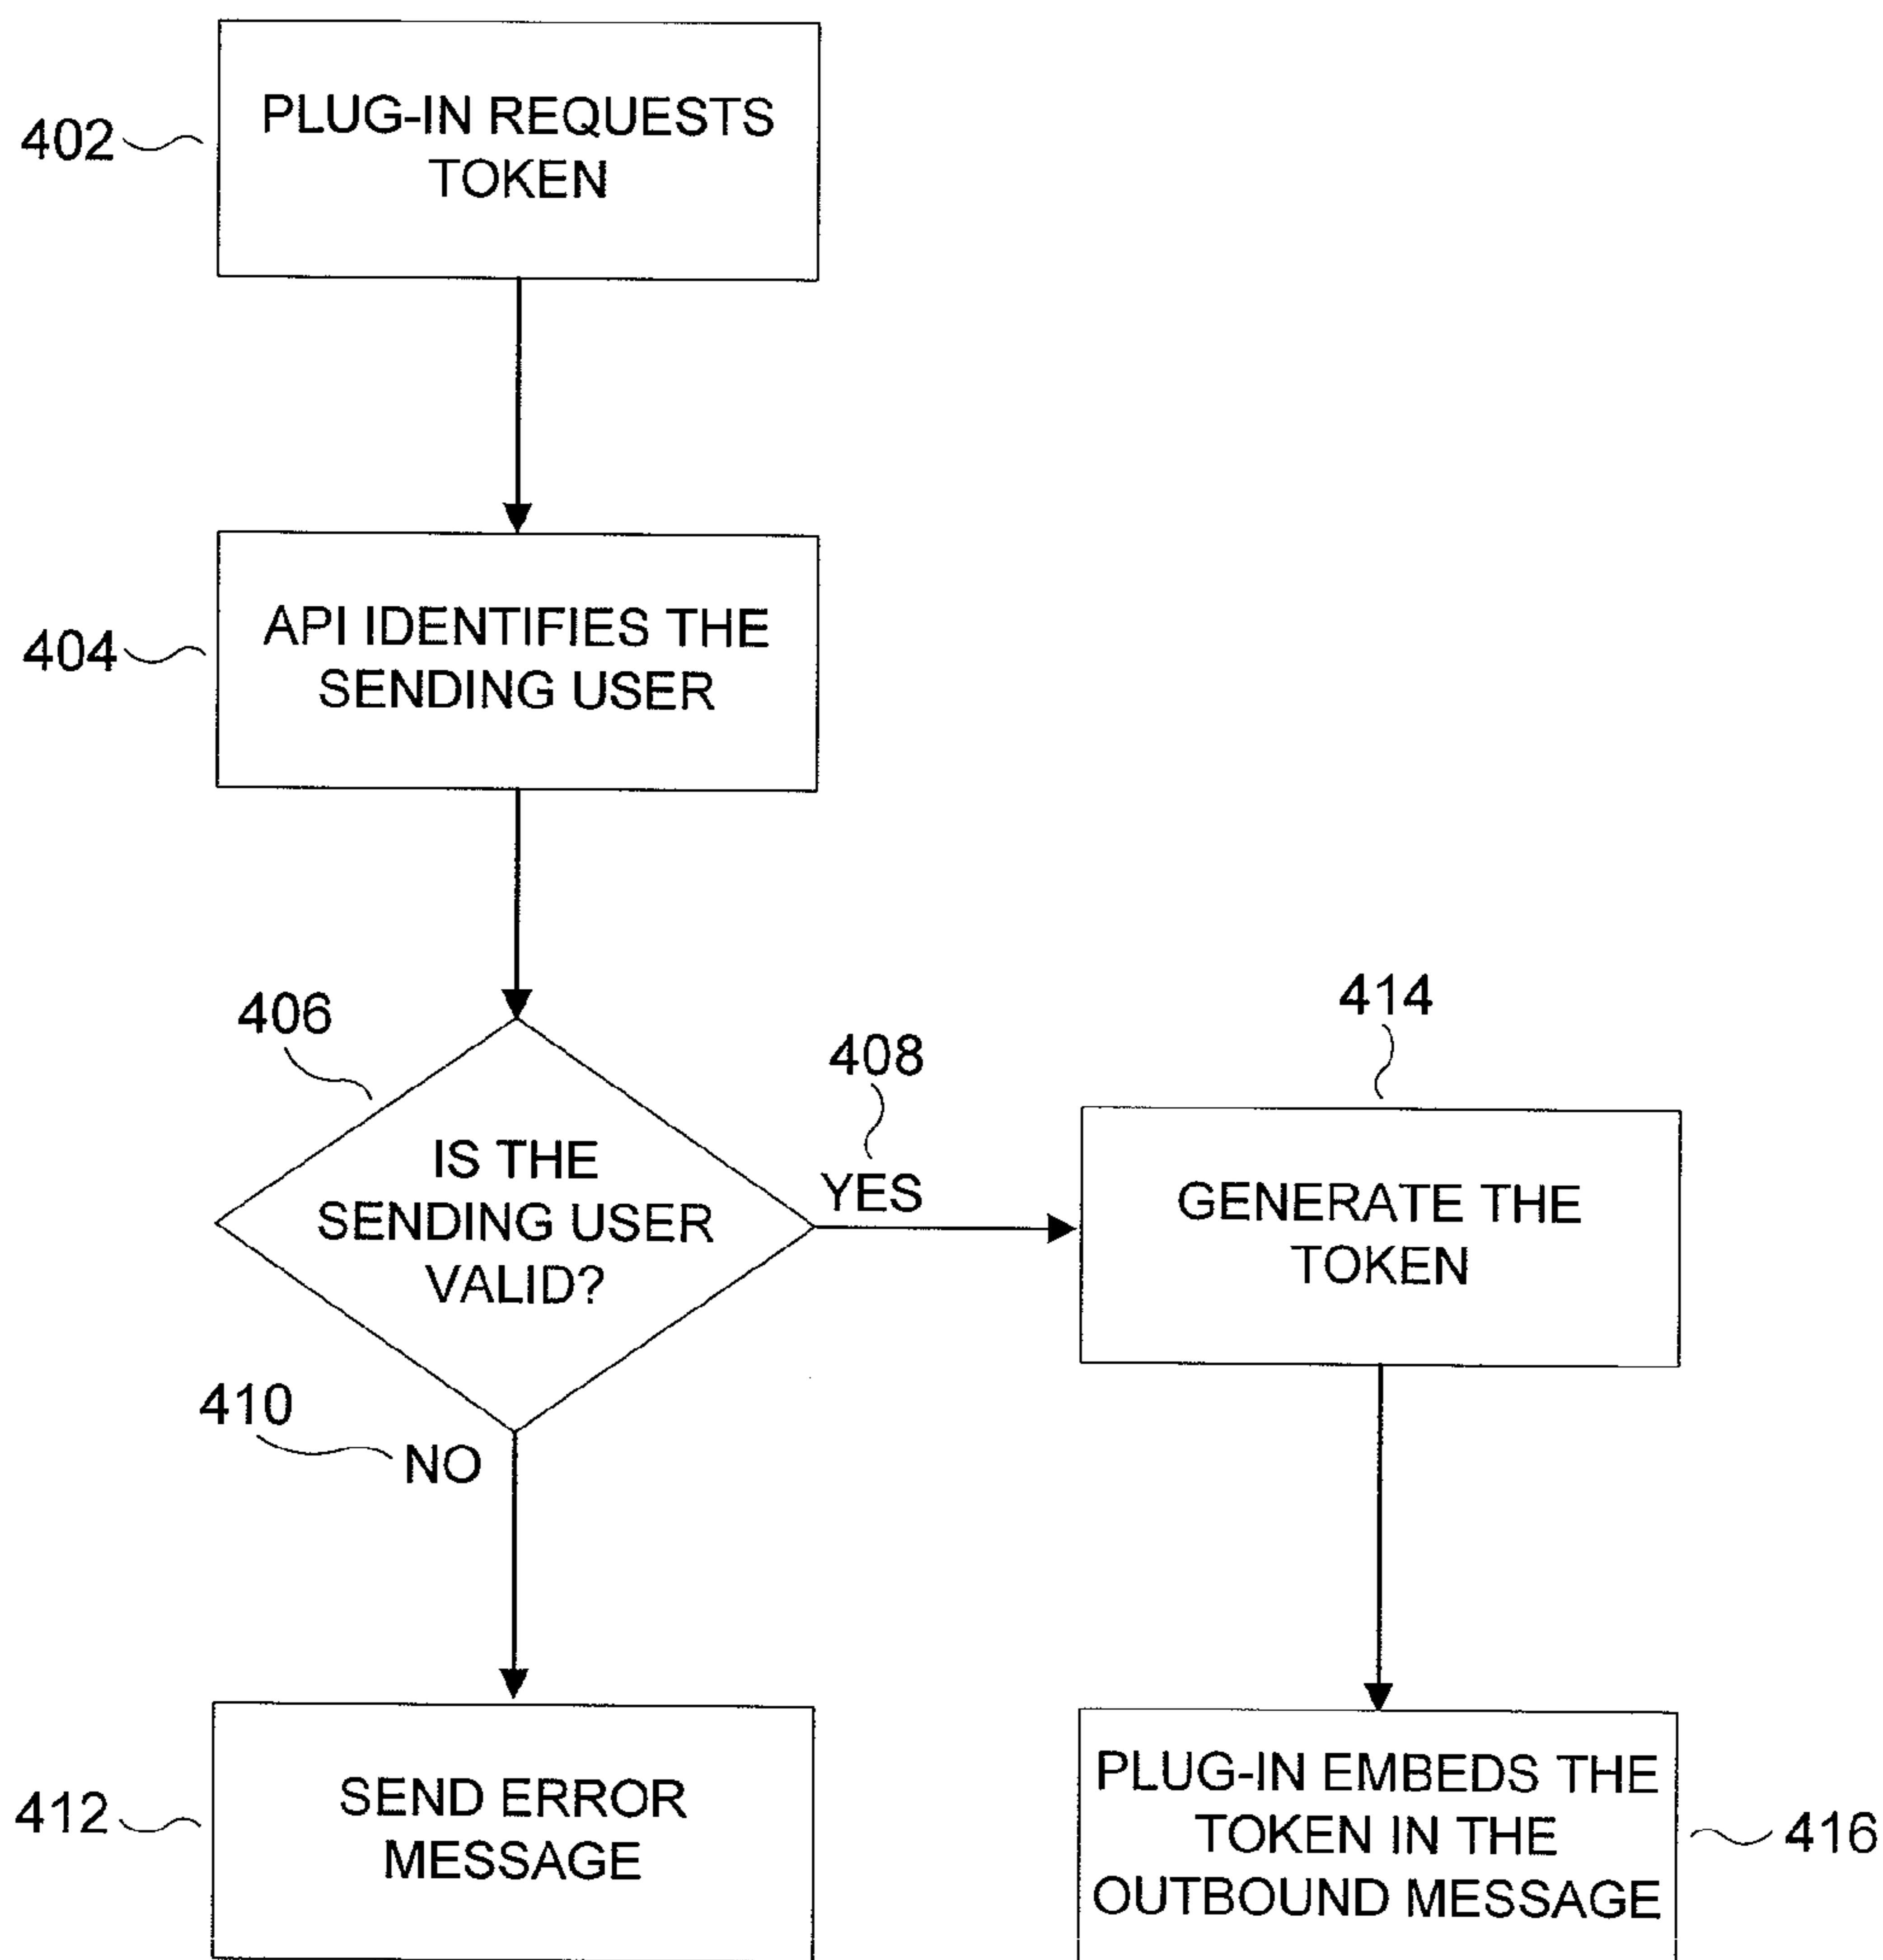 402
PLUG-IN REQUESTS
TOKEN
404
API IDENTIFIES THE
SENDING USER
406
IS THE
SENDING USER
VALID?
408
YES
414
GENERATE THE
TOKEN
410
NO
412
SEND ERROR
MESSAGE
PLUG-IN EMBEDS THE
TOKEN IN THE
OUTBOUND MESSAGE
416